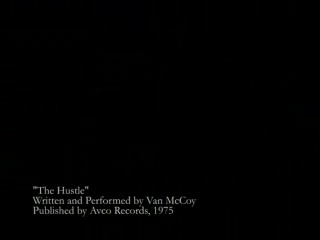 "The Hustle"
Written and Performed by Van McCoy
Published by Avco Records, 1975